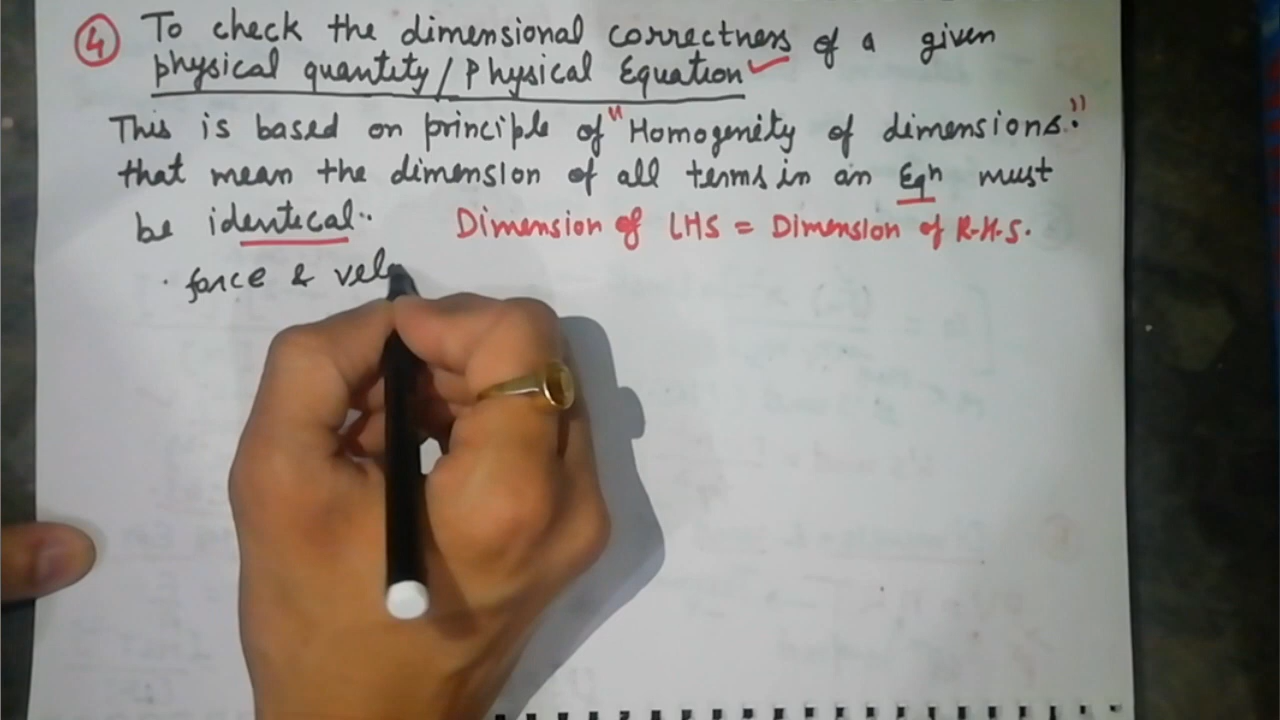 ④ To check the dimensional correctness of a given
physical quantity / Physical Equation ✓
This is based on principle of "Homogenity of dimensions."
that mean the dimension of all terms in an Eqn must
be identical.. Dimension of LHS = Dimension of R.H.S.
. force & velo